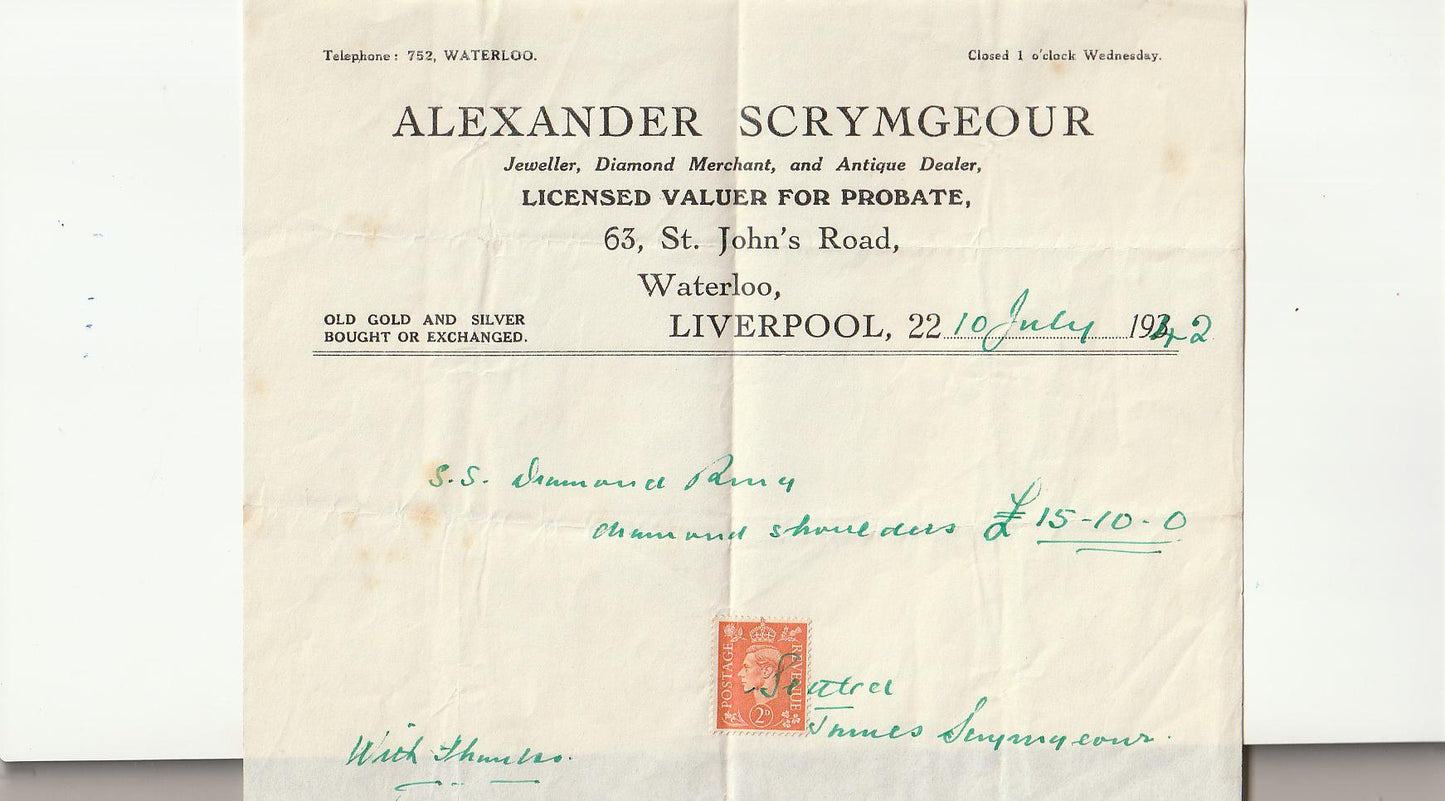 Telephone: 752, WATERLOO.
Closed 1 o'clock Wednesday.
ALEXANDER SCRYMGEOUR
Jeweller, Diamond Merchant, and Antique Dealer,
LICENSED VALUER FOR PROBATE,
63, St. John's Road,
Waterloo,
OLD GOLD AND SILVER
BOUGHT OR EXCHANGED.
LIVERPOOL, 22 10 July 1942
S.S. Diamond Ring
diamond shoulders £15-10-0
POSTAGE REVENUE
2D
Settled
James Scrymgeour.
With Thanks.